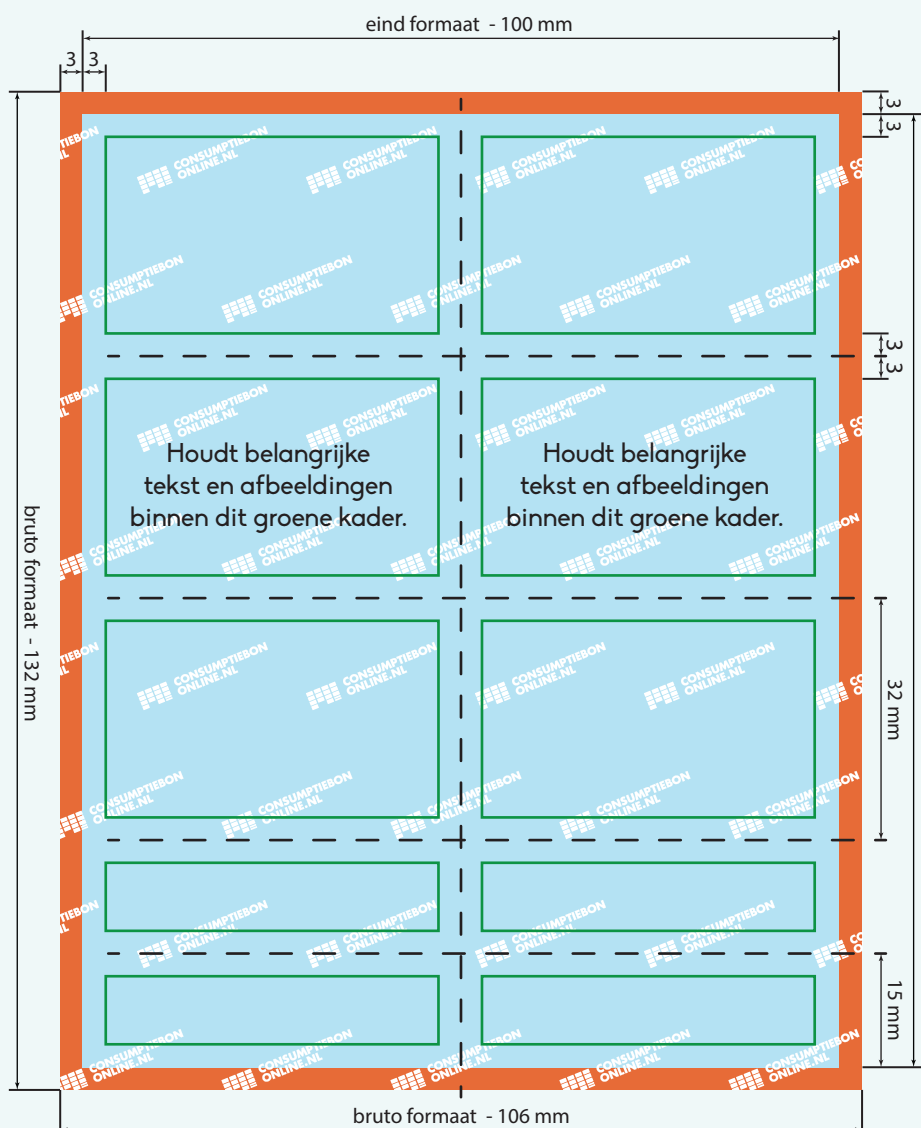 eind formaat - 100 mm
3 3
3
3
CONSUMPTIEBON
ONLINE.NL
3
3
Houdt belangrijke
tekst en afbeeldingen
binnen dit groene kader.
Houdt belangrijke
tekst en afbeeldingen
binnen dit groene kader.
bruto formaat - 132 mm
32 mm
15 mm
bruto formaat - 106 mm